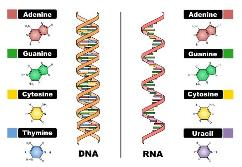 Adenine
Guanine
Cytosine
Thymine
DNA
RNA
Adenine
Guanine
Cytosine
Uracil